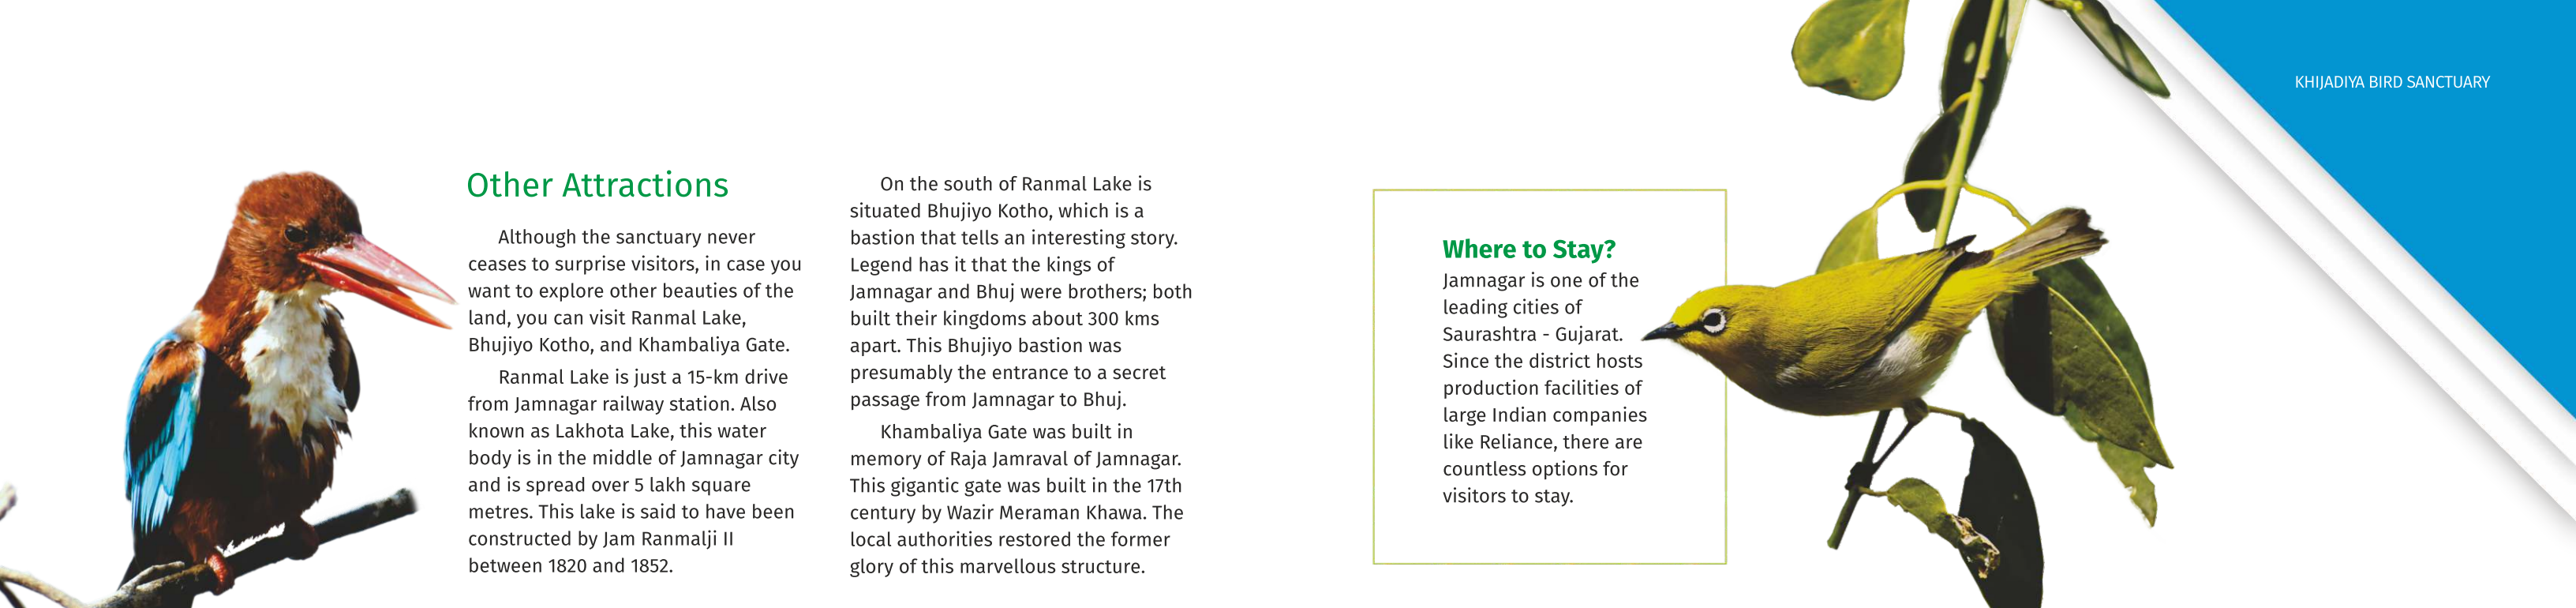 KHIJADIYA BIRD SANCTUARY
Other Attractions
Although the sanctuary never
ceases to surprise visitors, in case you
want to explore other beauties of the
land, you can visit Ranmal Lake,
Bhujiyo Kotho, and Khambaliya Gate.
Ranmal Lake is just a 15-km drive
from Jamnagar railway station. Also
known as Lakhota Lake, this water
body is in the middle of Jamnagar city
and is spread over 5 lakh square
metres. This lake is said to have been
constructed by Jam Ranmalji II
between 1820 and 1852.
On the south of Ranmal Lake is
situated Bhujiyo Kotho, which is a
bastion that tells an interesting story.
Legend has it that the kings of
Jamnagar and Bhuj were brothers; both
built their kingdoms about 300 kms
apart. This Bhujiyo bastion was
presumably the entrance to a secret
passage from Jamnagar to Bhuj.
Khambaliya Gate was built in
memory of Raja Jamraval of Jamnagar.
This gigantic gate was built in the 17th
century by Wazir Meraman Khawa. The
local authorities restored the former
glory of this marvellous structure.
Where to Stay?
Jamnagar is one of the
leading cities of
Saurashtra - Gujarat.
Since the district hosts
production facilities of
large Indian companies
like Reliance, there are
countless options for
visitors to stay.